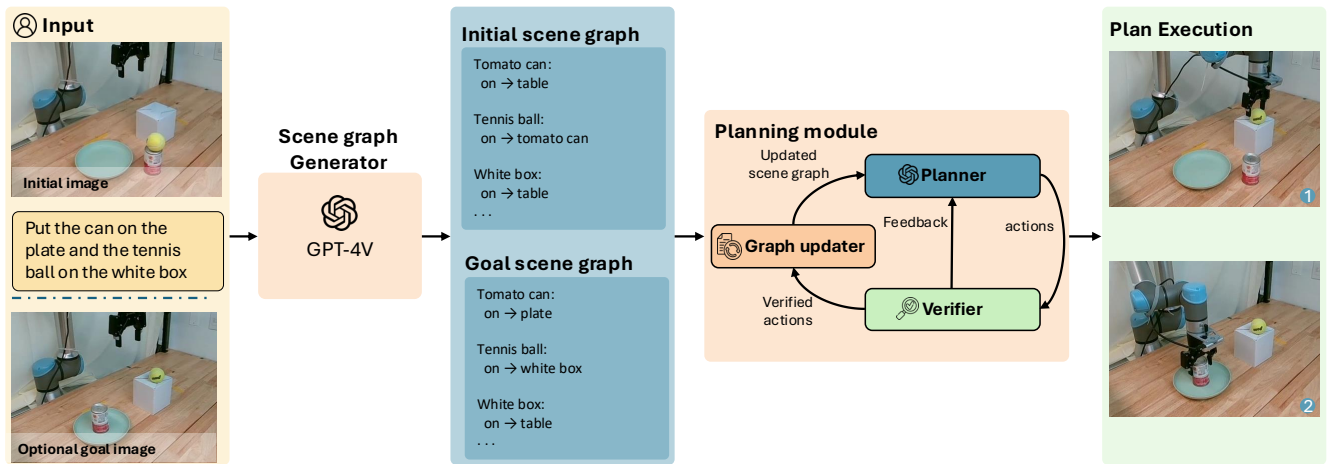 Input
Initial image
Put the can on the
plate and the tennis
ball on the white box
Optional goal image
Scene graph
Generator
GPT-4V
Initial scene graph
Tomato can:
on → table
Tennis ball:
on → tomato can
White box:
on → table
. . .
Goal scene graph
Tomato can:
on → plate
Tennis ball:
on → white box
White box:
on → table
. . .
Planning module
Updated
scene graph
Planner
Feedback
actions
Graph updater
Verified
actions
Verifier
Plan Execution
1
2